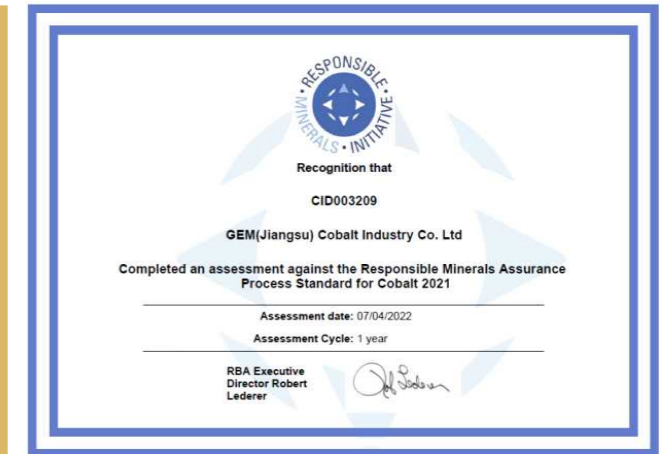 RESPONSIBLE
MINERALS • INITIATIVE
Recognition that
CID003209
GEM(Jiangsu) Cobalt Industry Co. Ltd
Completed an assessment against the Responsible Minerals Assurance
Process Standard for Cobalt 2021
Assessment date: 07/04/2022
Assessment Cycle: 1 year
RBA Executive
Director Robert
Lederer